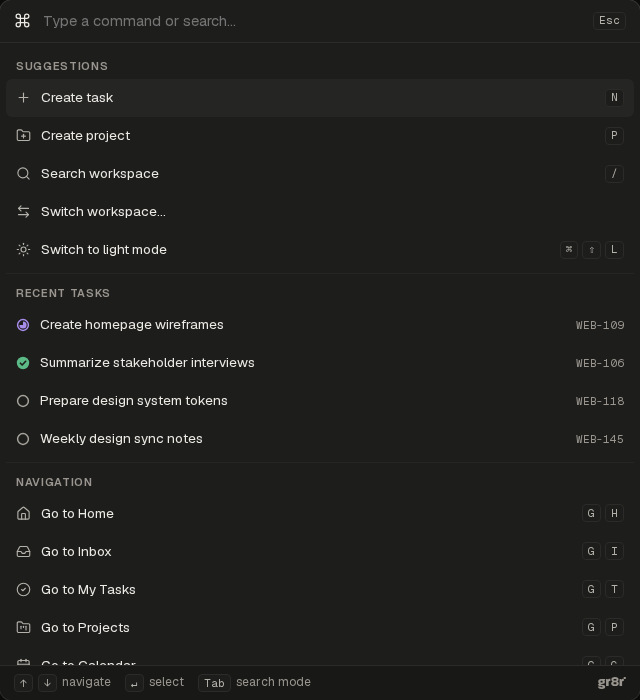 ⌘ Type a command or search... Esc
SUGGESTIONS
Create task N
Create project P
Search workspace /
Switch workspace...
Switch to light mode ⌘ ⇧ L
RECENT TASKS
Create homepage wireframes WEB-109
Summarize stakeholder interviews WEB-106
Prepare design system tokens WEB-118
Weekly design sync notes WEB-145
NAVIGATION
Go to Home G H
Go to Inbox G I
Go to My Tasks G T
Go to Projects G P
Go to Calendar G
↑ ↓ navigate ↵ select Tab search mode gr8r